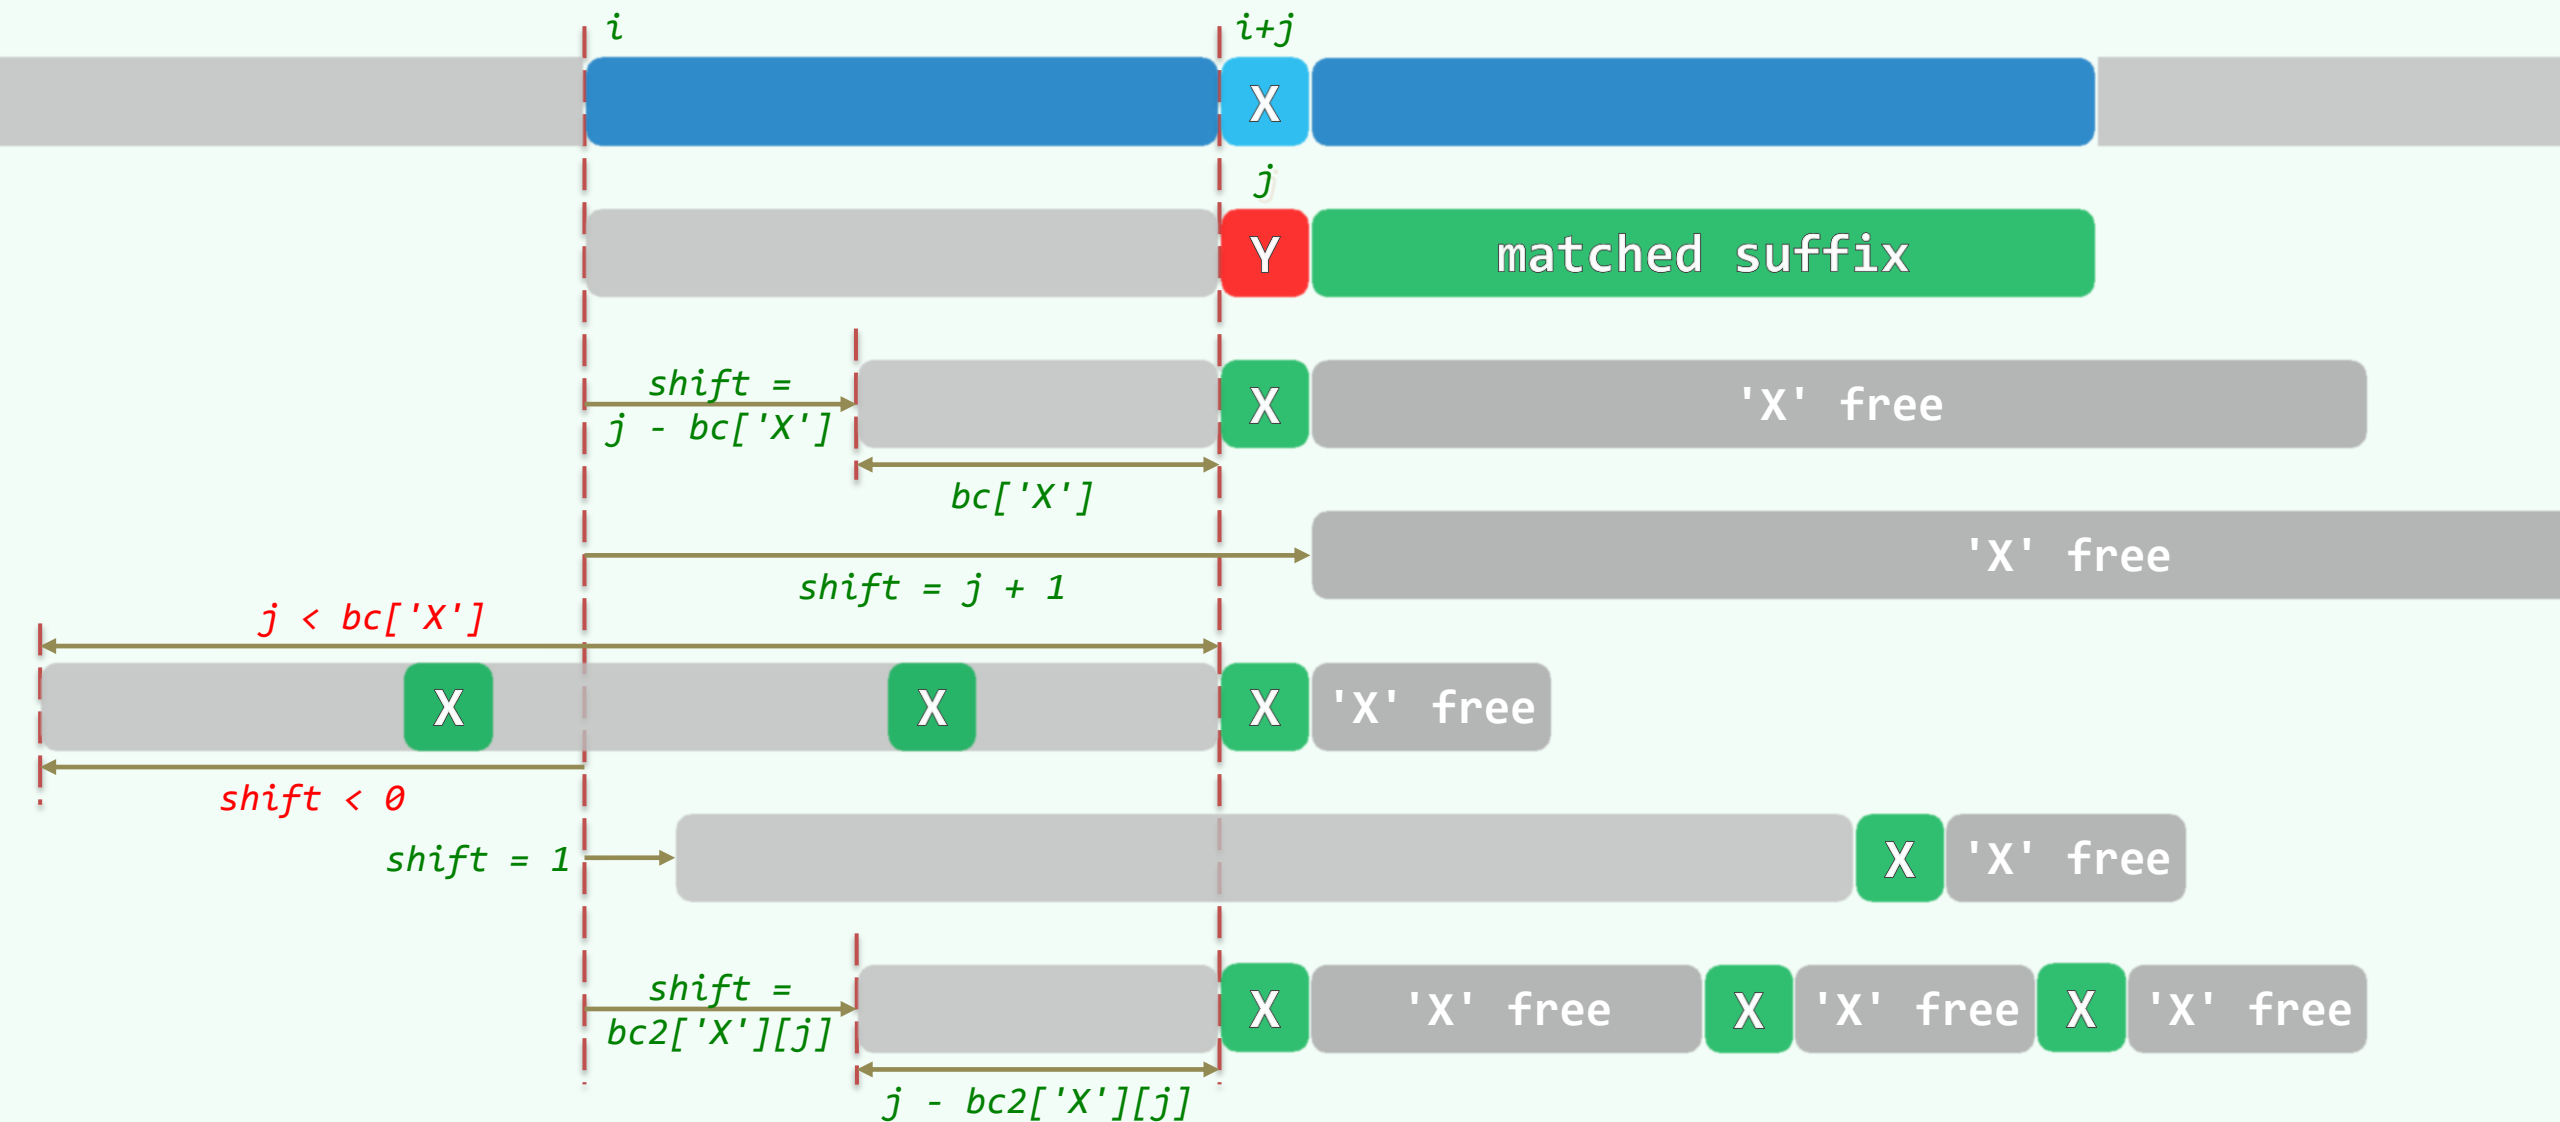 i
i+j
X
j
Y
matched suffix
shift =
j - bc['X']
X
'X' free
bc['X']
'X' free
shift = j + 1
j < bc['X']
X
X
X
'X' free
shift < 0
shift = 1
X
'X' free
shift =
bc2['X'][j]
X
'X' free
X
'X' free
X
'X' free
j - bc2['X'][j]